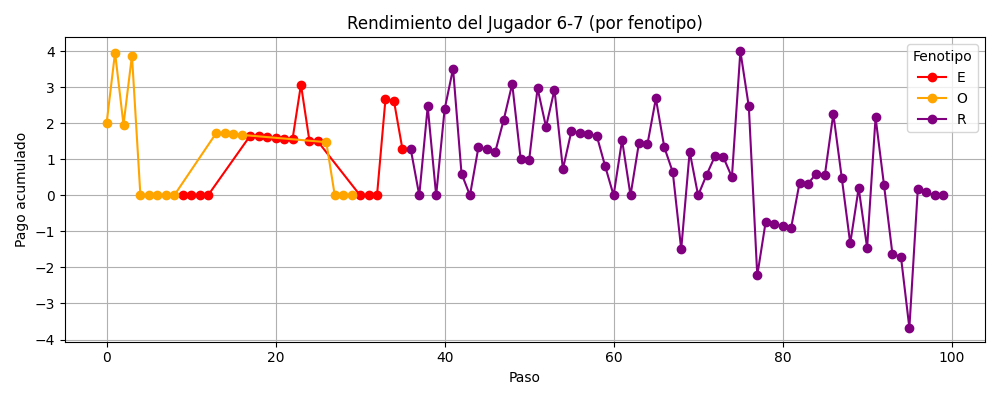 Rendimiento del Jugador 6-7 (por fenotipo)
Pago acumulado
4
3
2
1
0
−1
−2
−3
−4
Fenotipo
E
O
R
0 20 40 60 80 100
Paso